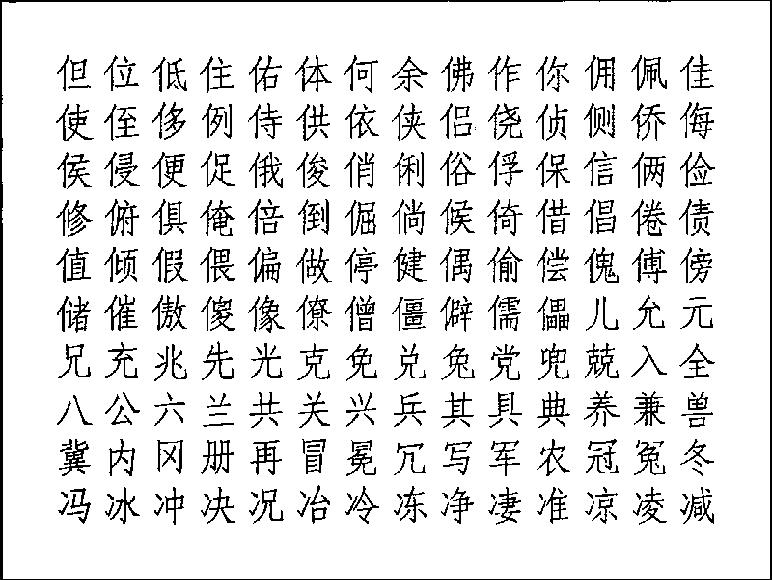 但位低住佑体何余佛作你佣佩佳
使侄侈例侍供依侠侣侥侦侧侨侮
侯侵便促俄俊俏俐俗俘保信俩俭
修俯俱俺倍倒倔倘候倚借倡倦债
值倾假偎偏做停健偶偷偿傀傅傍
储催傲傻像僚僧僵僻儒儡儿允元
兄充兆先光克免兑兔党兜兢入全
八公六兰共关兴兵其具典养兼兽
冀内冈册再冒冕冗写军农冠冤冬
冯冰冲决况冶冷冻净凄准凉凌减